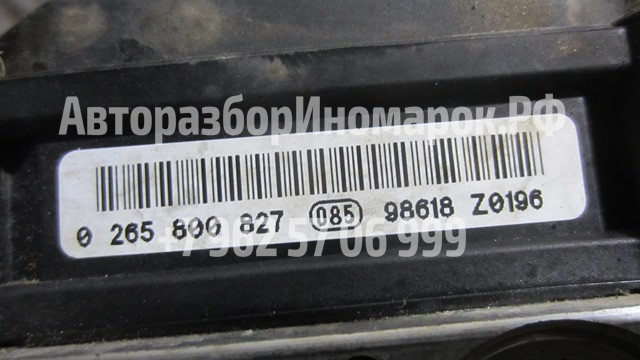 АвторазборИномарок.РФ
0 265 800 827 085 98618 Z0196
+7 962 57 06 999